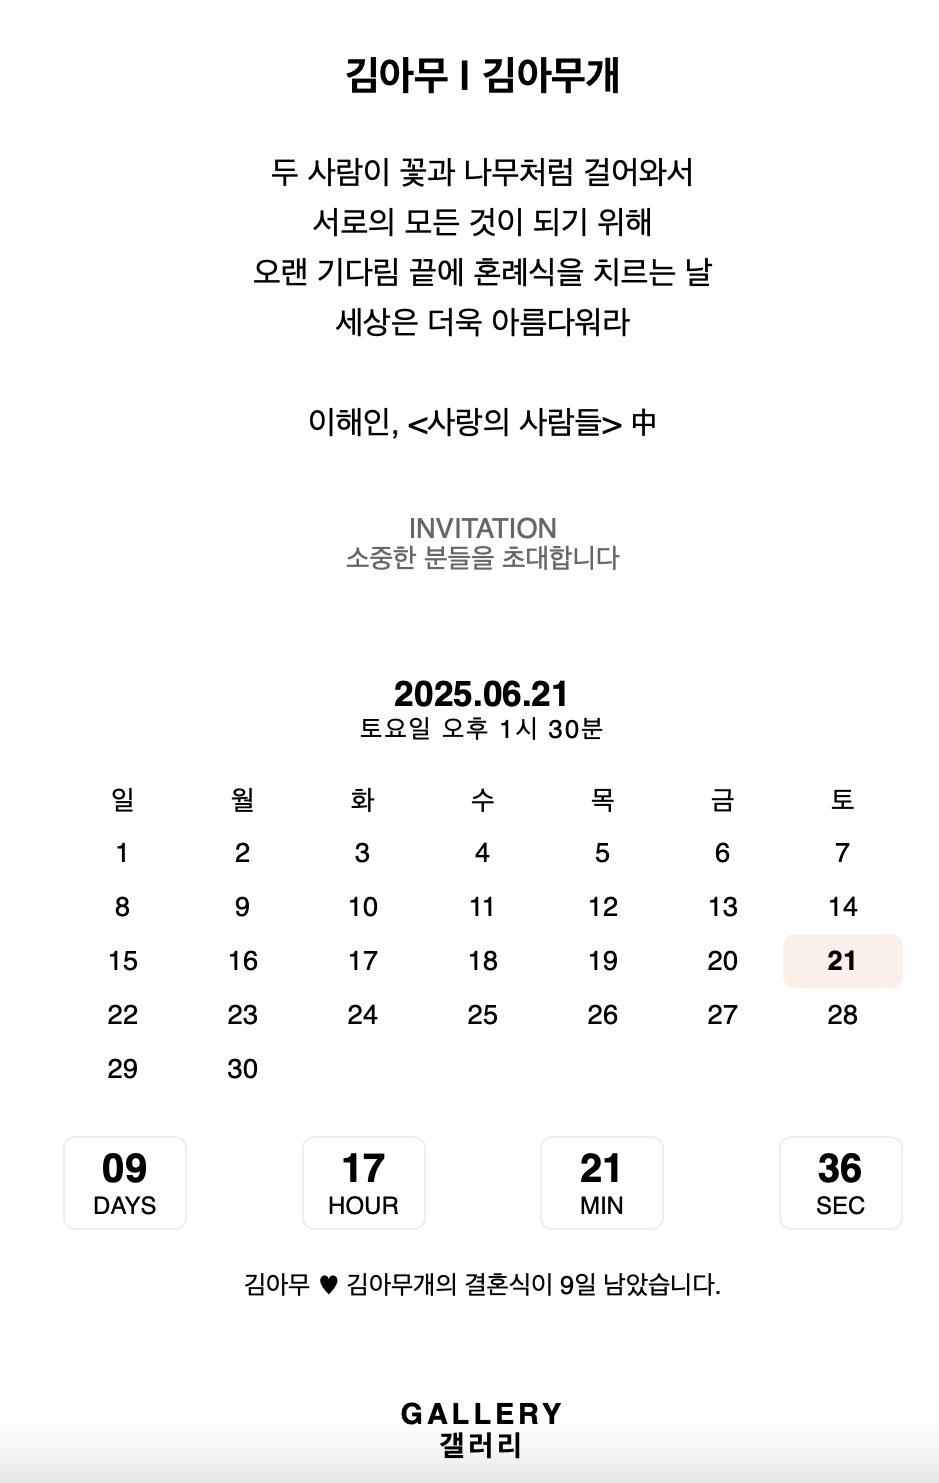 김아무 | 김아무개
두 사람이 꽃과 나무처럼 걸어와서
서로의 모든 것이 되기 위해
오랜 기다림 끝에 혼례식을 치르는 날
세상은 더욱 아름다워라
이해인, <사랑의 사람들> 中
INVITATION
소중한 분들을 초대합니다
2025.06.21
토요일 오후 1시 30분
일 월 화 수 목 금 토
1 2 3 4 5 6 7
8 9 10 11 12 13 14
15 16 17 18 19 20 21
22 23 24 25 26 27 28
29 30
09 17 21 36
DAYS HOUR MIN SEC
김아무 ♥ 김아무개의 결혼식이 9일 남았습니다.
GALLERY
갤러리